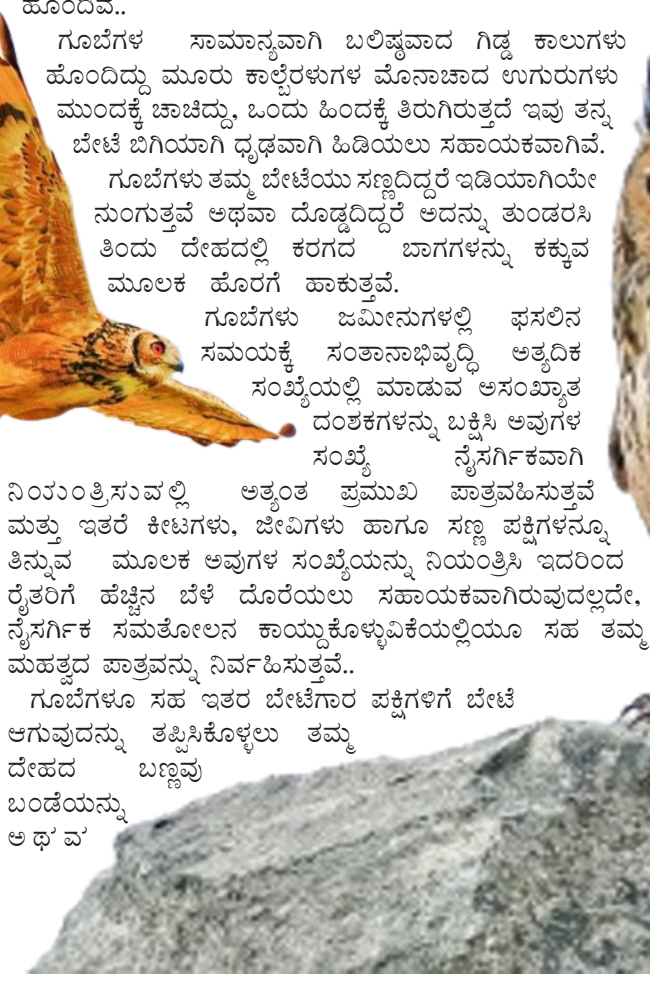 ಹೊಂದಿವೆ..
ಗೂಬೆಗಳ ಸಾಮಾನ್ಯವಾಗಿ ಬಲಿಷ್ಠವಾದ ಗಿಡ್ಡ ಕಾಲುಗಳು
ಹೊಂದಿದ್ದು ಮೂರು ಕಾಲ್ಬೆರಳುಗಳ ಮೊನಾಚಾದ ಉಗುರುಗಳು
ಮುಂದಕ್ಕೆ ಚಾಚಿದ್ದು, ಒಂದು ಹಿಂದಕ್ಕೆ ತಿರುಗಿರುತ್ತದೆ ಇವು ತನ್ನ
ಬೇಟೆ ಬಿಗಿಯಾಗಿ ಧೃಢವಾಗಿ ಹಿಡಿಯಲು ಸಹಾಯಕವಾಗಿವೆ.
ಗೂಬೆಗಳು ತಮ್ಮ ಬೇಟೆಯು ಸಣ್ಣದಿದ್ದರೆ ಇಡಿಯಾಗಿಯೇ
ನುಂಗುತ್ತವೆ ಅಥವಾ ದೊಡ್ಡದಿದ್ದರೆ ಅದನ್ನು ತುಂಡರಸಿ
ತಿಂದು ದೇಹದಲ್ಲಿ ಕರಗದ ಬಾಗಗಳನ್ನು ಕಕ್ಕುವ
ಮೂಲಕ ಹೊರಗೆ ಹಾಕುತ್ತವೆ.
ಗೂಬೆಗಳು ಜಮೀನುಗಳಲ್ಲಿ ಫಸಲಿನ
ಸಮಯಕ್ಕೆ ಸಂತಾನಾಭಿವೃದ್ಧಿ ಅತ್ಯದಿಕ
ಸಂಖ್ಯೆಯಲ್ಲಿ ಮಾಡುವ ಅಸಂಖ್ಯಾತ
ದಂಶಕಗಳನ್ನು ಬಕ್ಷಿಸಿ ಅವುಗಳ
ಸಂಖ್ಯೆ ನೈಸರ್ಗಿಕವಾಗಿ
ನಿಯಂತ್ರಿಸುವಲ್ಲಿ ಅತ್ಯಂತ ಪ್ರಮುಖ ಪಾತ್ರವಹಿಸುತ್ತವೆ
ಮತ್ತು ಇತರೆ ಕೀಟಗಳು, ಜೀವಿಗಳು ಹಾಗೂ ಸಣ್ಣ ಪಕ್ಷಿಗಳನ್ನೂ
ತಿನ್ನುವ ಮೂಲಕ ಅವುಗಳ ಸಂಖ್ಯೆಯನ್ನು ನಿಯಂತ್ರಿಸಿ ಇದರಿಂದ
ರೈತರಿಗೆ ಹೆಚ್ಚಿನ ಬೆಳೆ ದೊರೆಯಲು ಸಹಾಯಕವಾಗಿರುವುದಲ್ಲದೇ,
ನೈಸರ್ಗಿಕ ಸಮತೋಲನ ಕಾಯ್ದುಕೊಳ್ಳುವಿಕೆಯಲ್ಲಿಯೂ ಸಹ ತಮ್ಮ
ಮಹತ್ವದ ಪಾತ್ರವನ್ನು ನಿರ್ವಹಿಸುತ್ತವೆ..
ಗೂಬೆಗಳೂ ಸಹ ಇತರ ಬೇಟೆಗಾರ ಪಕ್ಷಿಗಳಿಗೆ ಬೇಟೆ
ಆಗುವುದನ್ನು ತಪ್ಪಿಸಿಕೊಳ್ಳಲು ತಮ್ಮ
ದೇಹದ ಬಣ್ಣವು
ಬಂಡೆಯನ್ನು
ಅಥವ